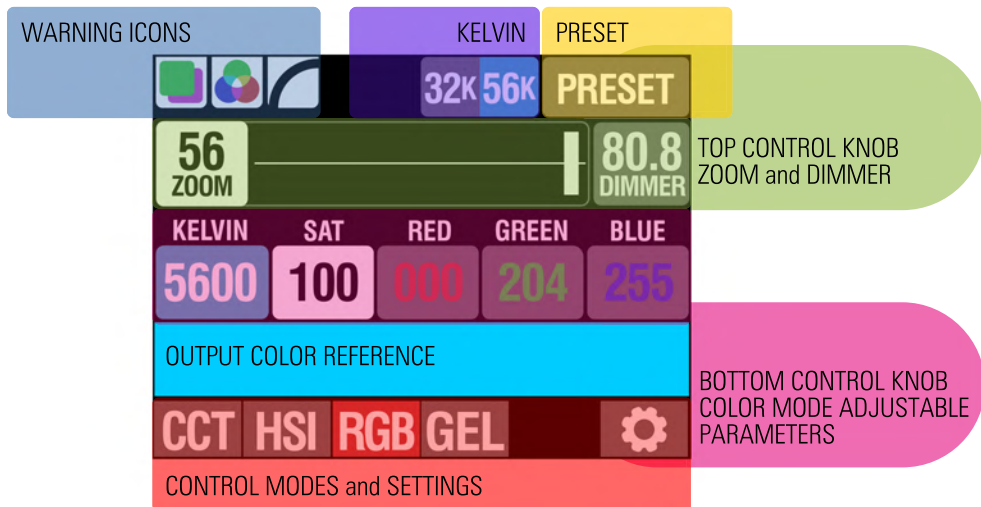 WARNING ICONS
KELVIN
PRESET
32K
56K
PRESET
56
ZOOM
80.8
DIMMER
TOP CONTROL KNOB
ZOOM and DIMMER
KELVIN
SAT
RED
GREEN
BLUE
5600
100
000
204
255
OUTPUT COLOR REFERENCE
BOTTOM CONTROL KNOB
COLOR MODE ADJUSTABLE
PARAMETERS
CCT
HSI
RGB
GEL
CONTROL MODES and SETTINGS